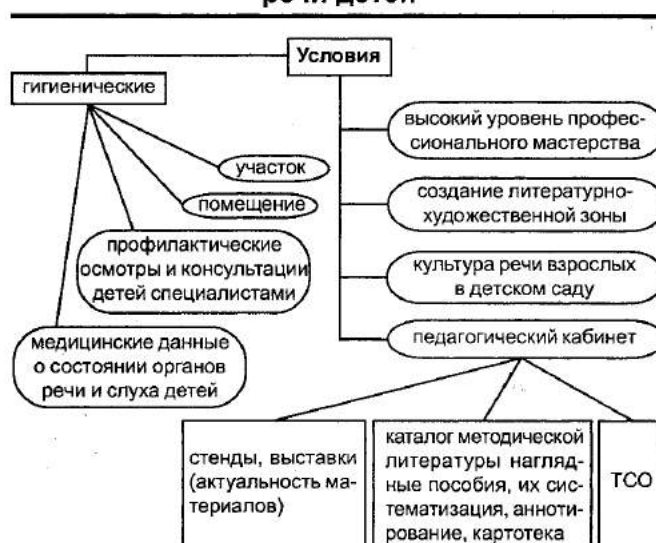 речи детей
Условия
гигиенические
участок
помещение
профилактические
осмотры и консультации
детей специалистами
медицинские данные
о состоянии органов
речи и слуха детей
высокий уровень профес-
сионального мастерства
создание литературно-
художественной зоны
культура речи взрослых
в детском саду
педагогический кабинет
стенды, выставки
(актуальность ма-
териалов)
каталог методической
литературы нагляд-
ные пособия, их сис-
тематизация, анноти-
рование, картотека
ТСО